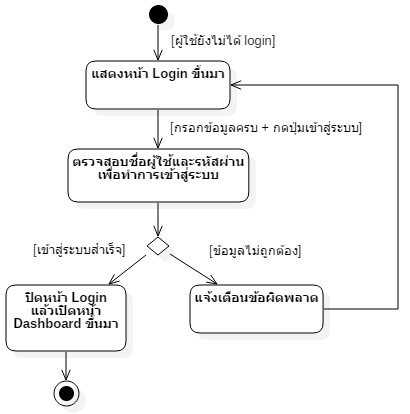 [ผู้ใช้ยังไม่ได้ login]
แสดงหน้า Login ขึ้นมา
[กรอกข้อมูลครบ + กดปุ่มเข้าสู่ระบบ]
ตรวจสอบชื่อผู้ใช้และรหัสผ่าน
เพื่อทำการเข้าสู่ระบบ
[เข้าสู่ระบบสำเร็จ]
[ข้อมูลไม่ถูกต้อง]
ปิดหน้า Login
แล้วเปิดหน้า
Dashboard ขึ้นมา
แจ้งเตือนข้อผิดพลาด